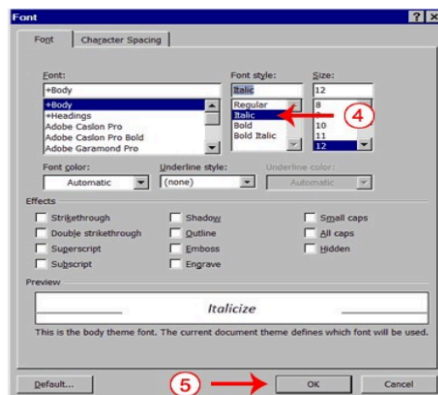 Font
Font Character Spacing
Font: Font style: Size:
+Body Italic 12
+Body Regular 8
+Headings Italic
Adobe Caslon Pro Bold 10
Adobe Caslon Pro Bold Bold Italic 11
Adobe Garamond Pro 12
4
Font color: Underline style: Underline color:
Automatic (none) Automatic
Effects
Strikethrough Shadow Small caps
Double strikethrough Outline All caps
Superscript Emboss Hidden
Subscript Engrave
Preview
Italicize
This is the body theme font. The current document theme defines which font will be used.
Default... 5 OK Cancel